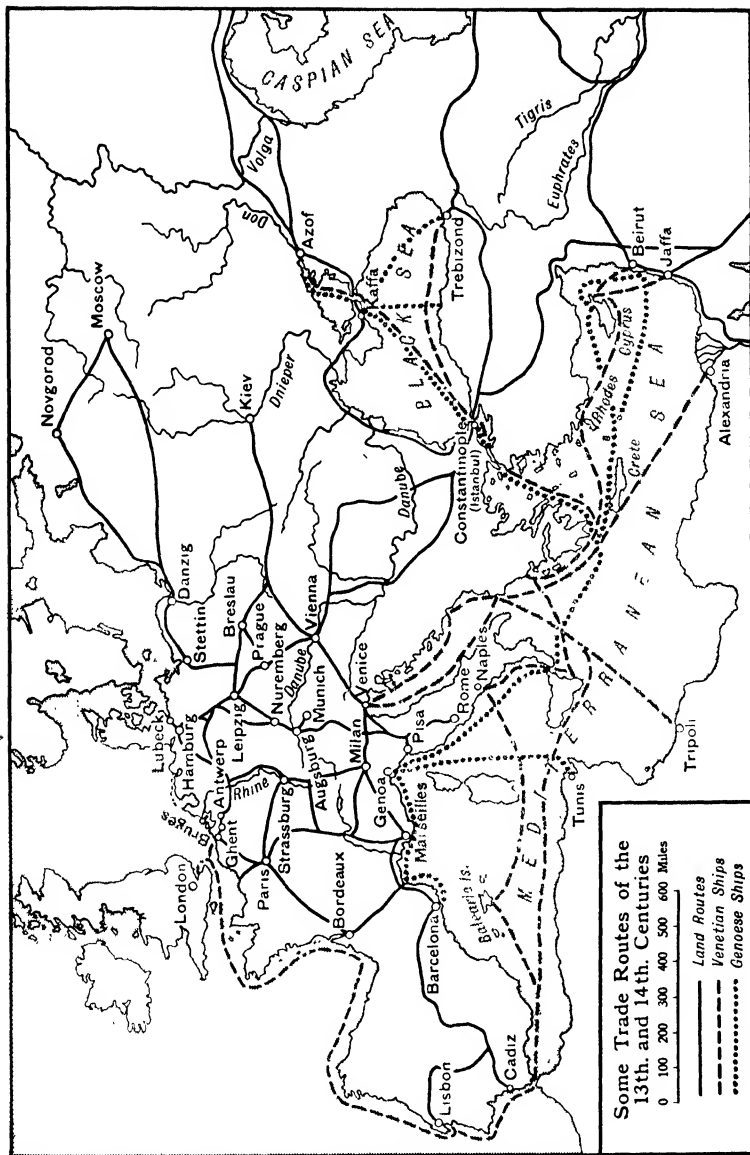 CASPIAN SEA
Volga
Don
Azof
Tigris
Euphrates
Moscow
Novgorod
Kiev
Dnieper
Kaffa
BLACK SEA
Trebizond
Beirut
Jaffa
Cyprus
Rhodes
Crete
Alexandria
Constantinople
(Istanbul)
Danube
Danzig
Stettin
Breslau
Prague
Vienna
Lubeck
Hamburg
Leipzig
Nuremberg
Danube
Munich
Augsburg
Venice
Milan
Rome
Naples
Pisa
Genoa
MEDITERRANEAN SEA
Tripoli
Tunis
Bruges
Antwerp
Ghent
Rhine
London
Paris
Strassburg
Marseilles
Bordeaux
Barcelona
Balearic Is.
Lisbon
Cadiz
Some Trade Routes of the
13th. and 14th. Centuries
0 100 200 300 400 500 600 Miles
Land Routes
Venetian Ships
Genoese Ships